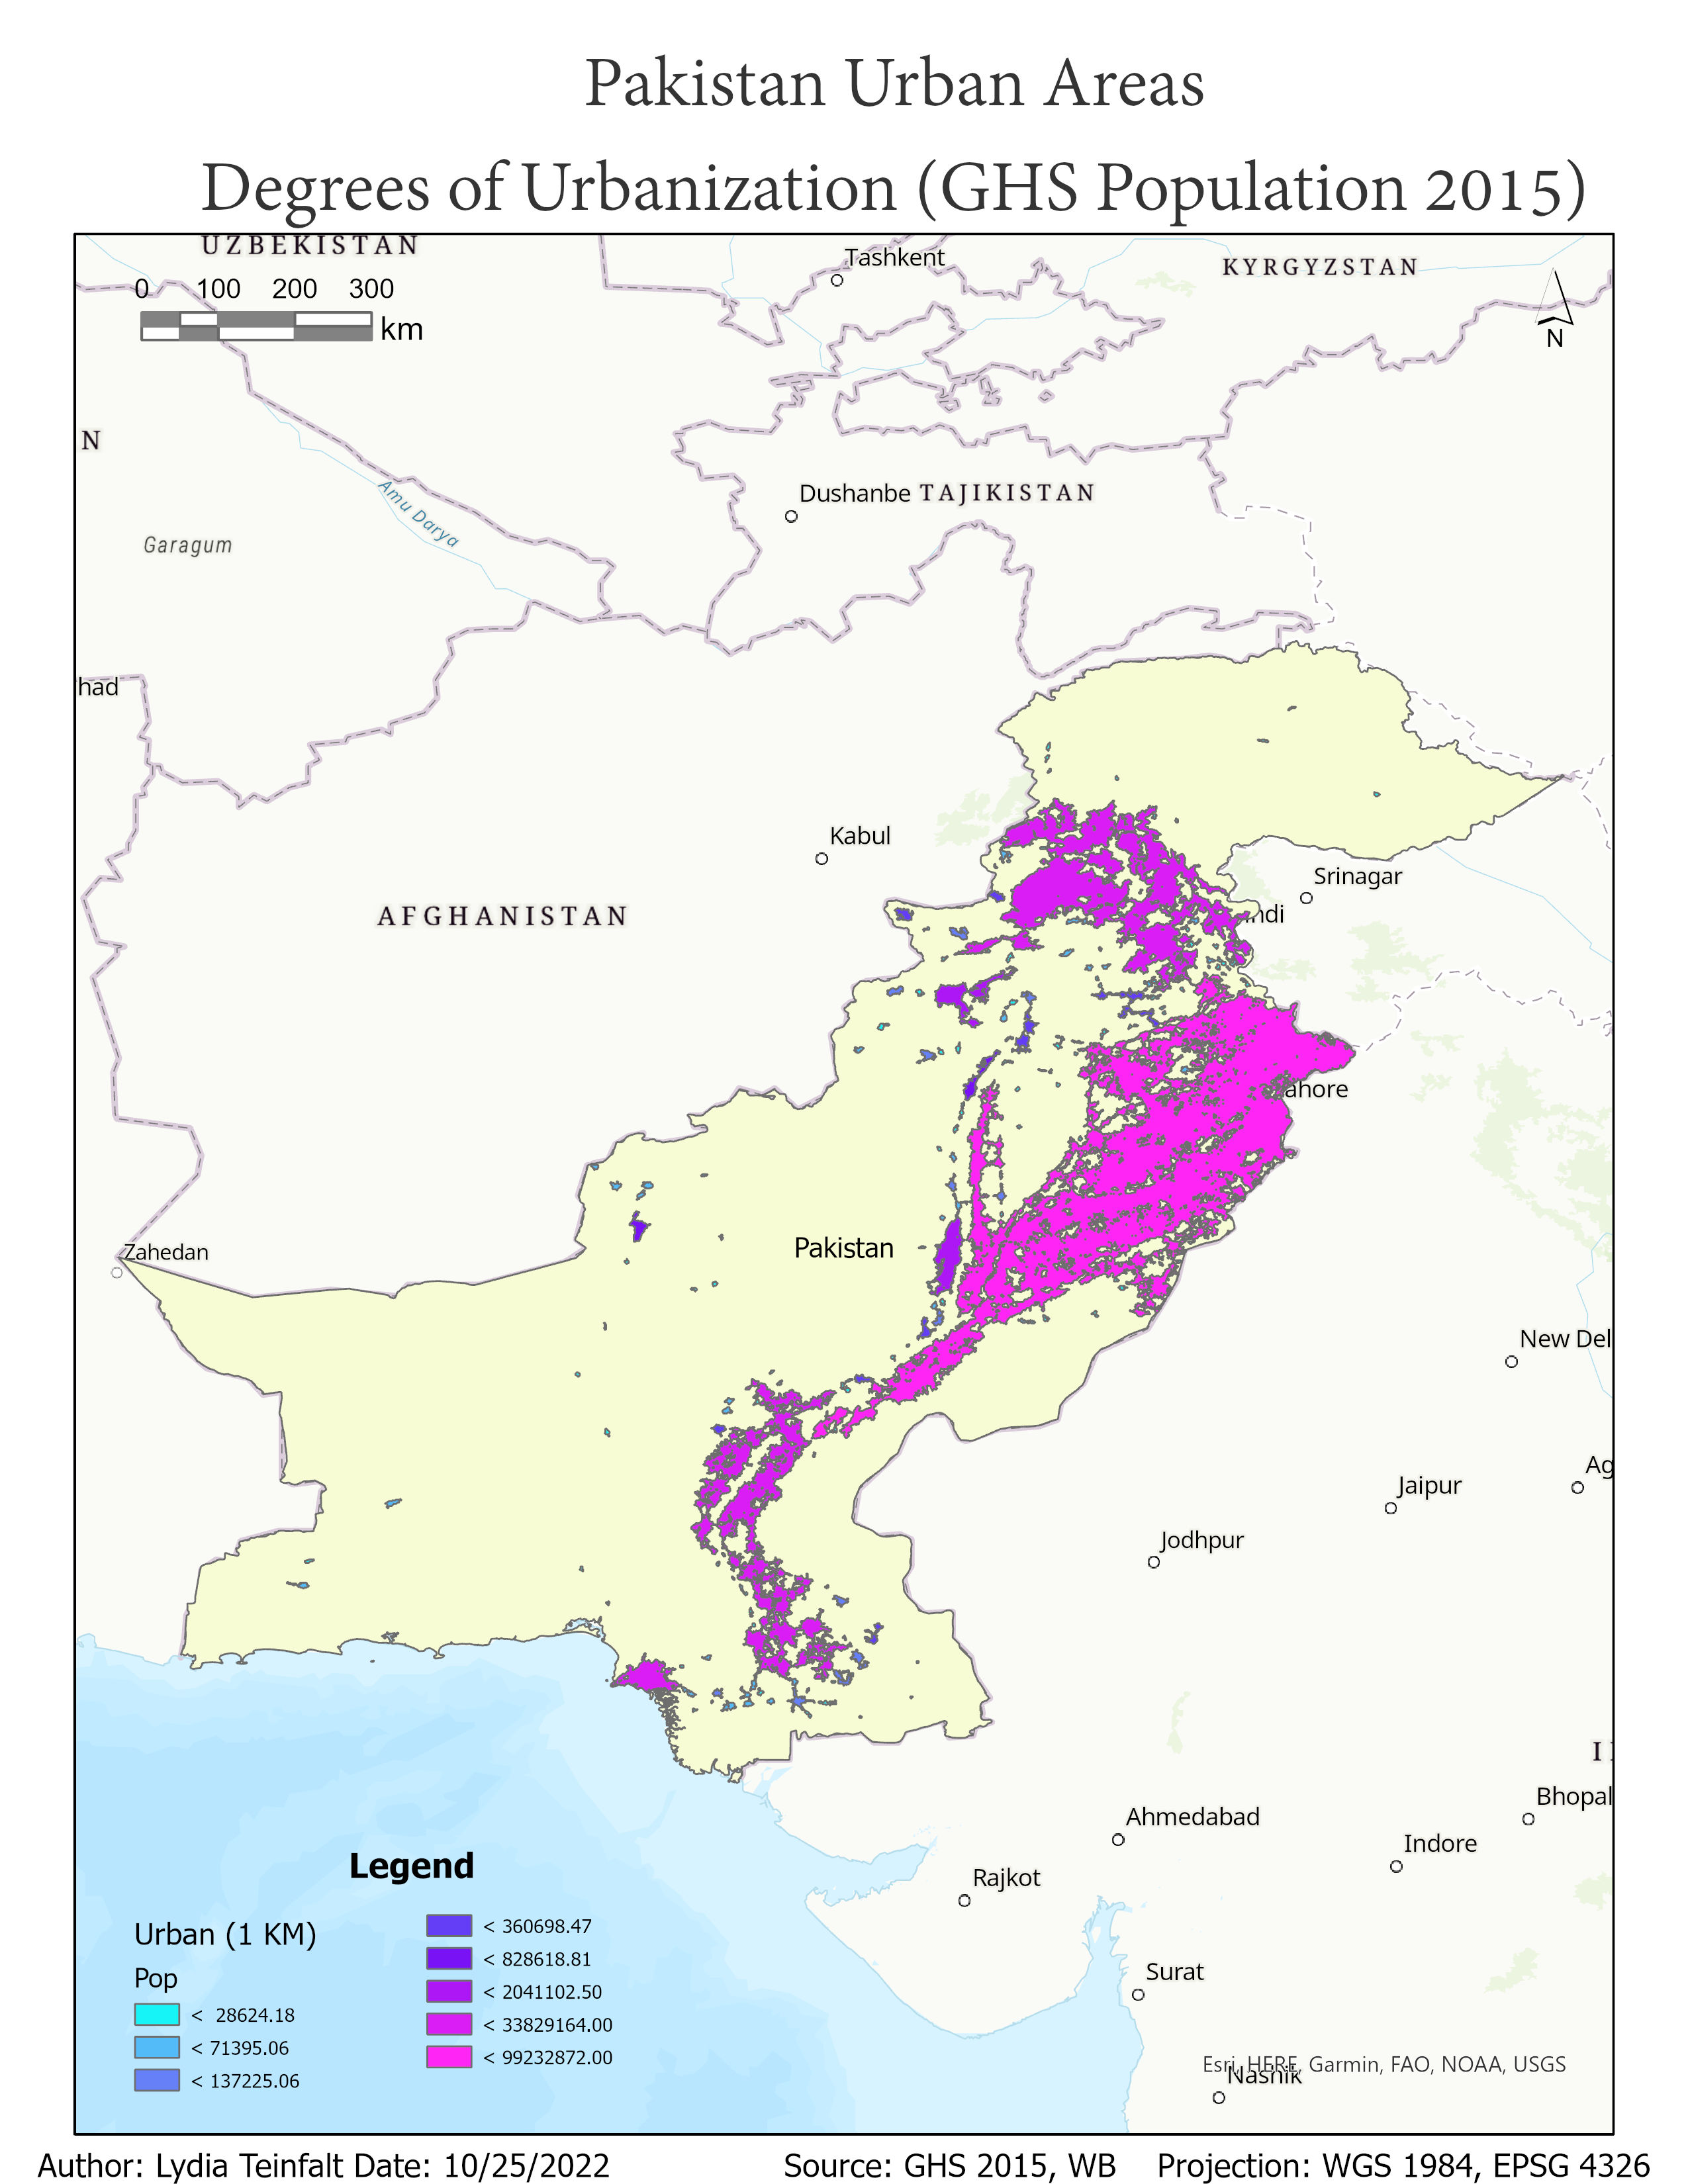 Pakistan Urban Areas
Degrees of Urbanization (GHS Population 2015)
UZBEKISTAN
Tashkent
KYRGYZSTAN
0 100 200 300
km
N
N
Amu Darya
Dushanbe TAJIKISTAN
Garagum
had
Kabul
Srinagar
AFGHANISTAN
ndi
ahore
Pakistan
Zahedan
New Del
Ag
Jaipur
Jodhpur
I
Bhopal
Ahmedabad
Indore
Rajkot
Surat
Legend
Urban (1 KM)
Pop
< 28624.18
< 71395.06
< 137225.06
< 360698.47
< 828618.81
< 2041102.50
< 33829164.00
< 99232872.00
Esri, HERE, Garmin, FAO, NOAA, USGS
Nashik
Author: Lydia Teinfalt Date: 10/25/2022 Source: GHS 2015, WB Projection: WGS 1984, EPSG 4326